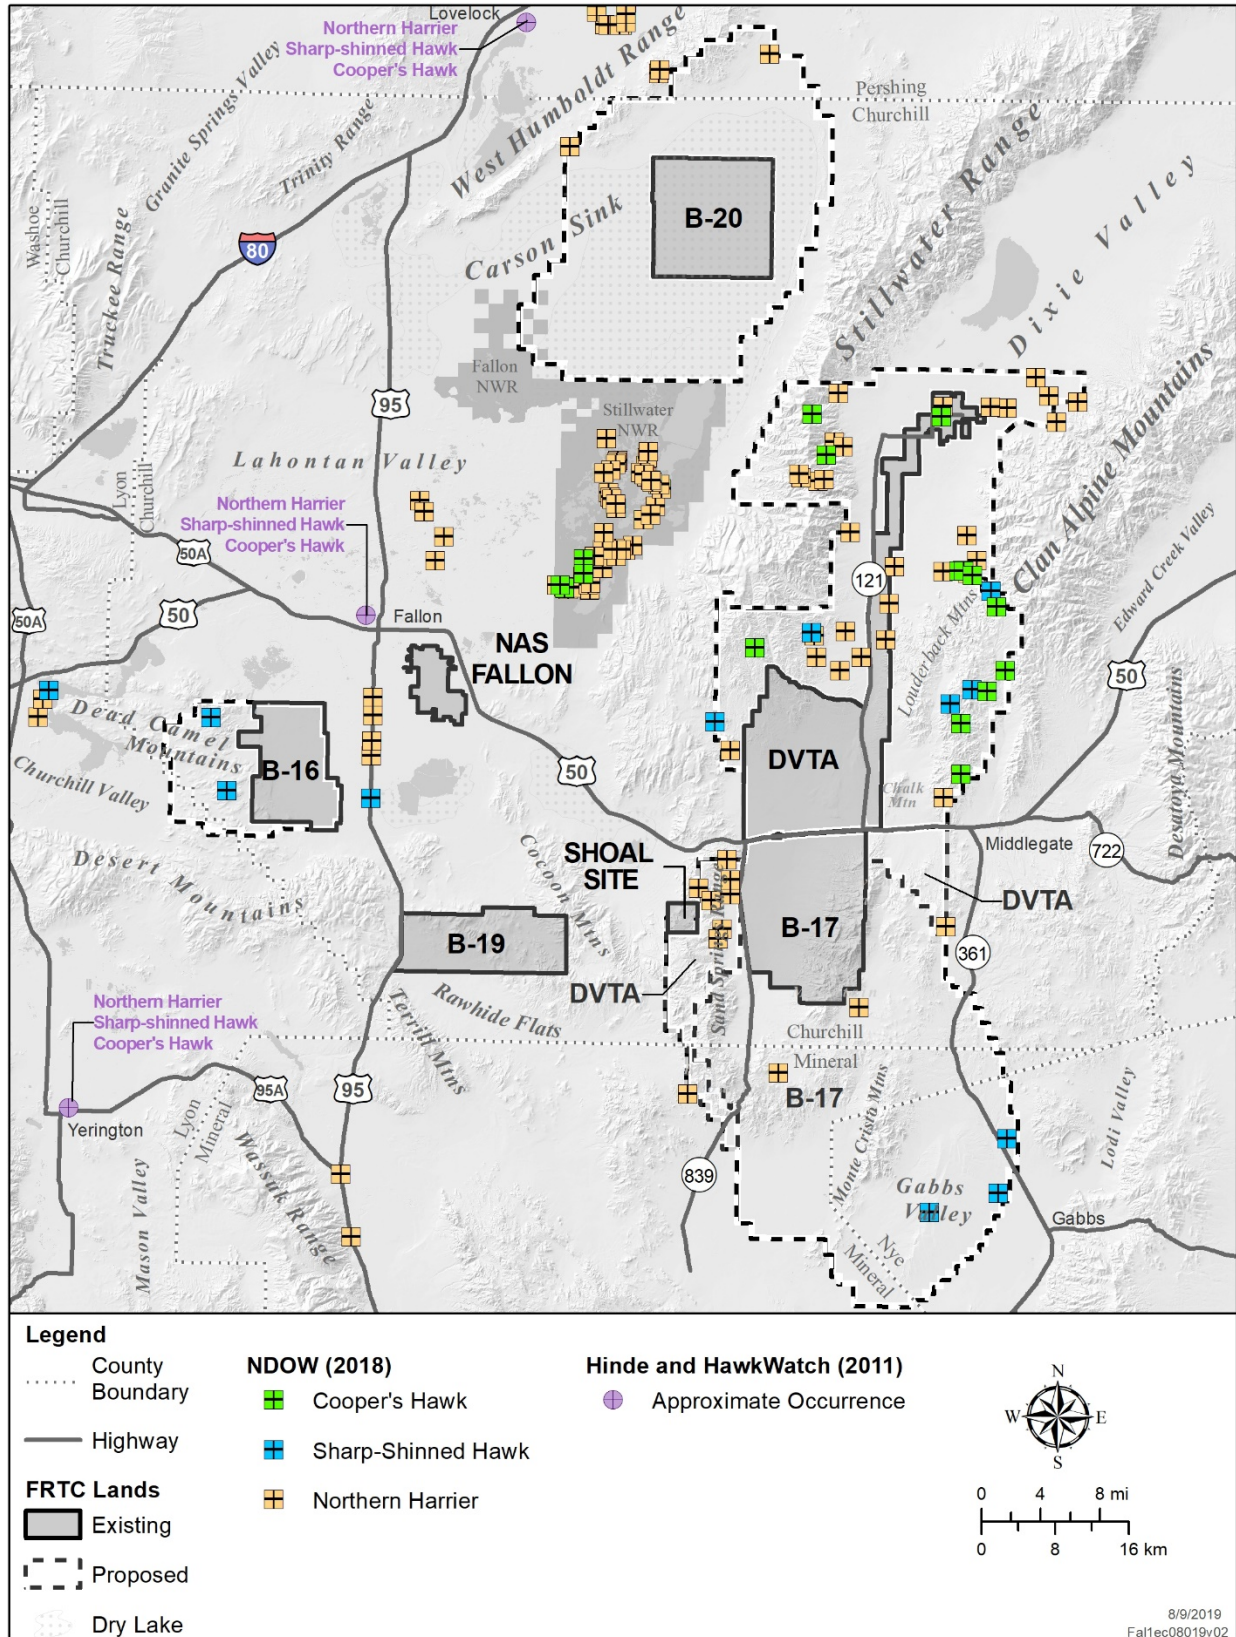 Lovelock
Northern Harrier
Sharp-shinned Hawk
Cooper's Hawk
Granite Springs Valley
Trinity Range
West Humboldt Range
Pershing
Churchill
Washoe
Churchill
Truckee Range
80
Carson Sink
B-20
Stillwater Range
Dixie Valley
Fallon
NWR
Stillwater
NWR
95
Lahontan Valley
Lyon
Churchill
Northern Harrier
Sharp-shinned Hawk
Cooper's Hawk
50A
50
50A
Fallon
NAS
FALLON
121
Clan Alpine Mountains
Edward Creek Valley
Louderback Mtns
50
Desatoya Mountains
Dead Camel
Mountains
Churchill Valley
B-16
50
DVTA
Chalk
Mtn
Middlegate
722
Desert Mountains
Cocoon Mtns
SHOAL
SITE
Sand Springs Range
B-17
DVTA
B-19
361
DVTA
Rawhide Flats
Terrill Mtns
Northern Harrier
Sharp-shinned Hawk
Cooper's Hawk
Churchill
Mineral
B-17
95A
95
Yerington
Lyon
Mineral
Wassuk Range
Mason Valley
839
Monte Cristo Mtns
Gabbs
Valley
Lodi Valley
Gabbs
Nye
Mineral
Legend
County
Boundary
Highway
FRTC Lands
Existing
Proposed
Dry Lake
NDOW (2018)
Cooper's Hawk
Sharp-Shinned Hawk
Northern Harrier
Hinde and HawkWatch (2011)
Approximate Occurrence
N
W E
S
0 4 8 mi
0 8 16 km
8/9/2019
Fal1ec08019v02